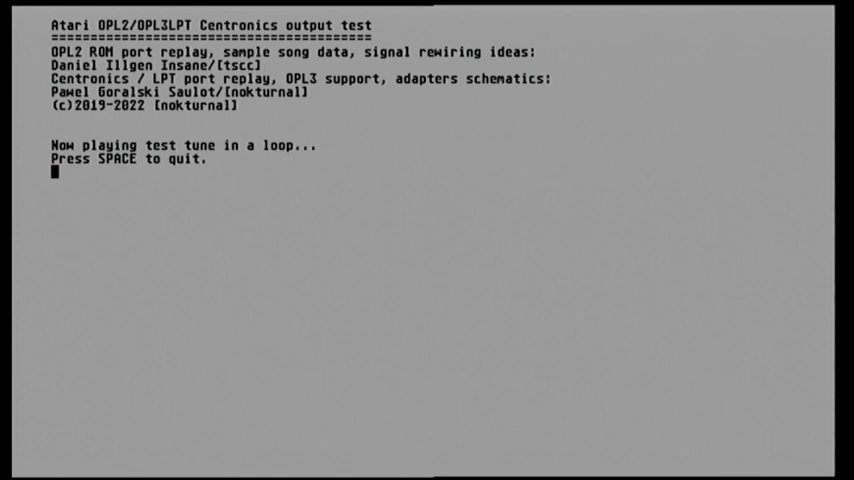 Atari OPL2/OPL3LPT Centronics output test
=========================================
OPL2 ROM port replay, sample song data, signal rewiring ideas:
Daniel Illgen Insane/[tscc]
Centronics / LPT port replay, OPL3 support, adapters schematics:
Pawel Goralski Saulot/[nokturnal]
(c)2019-2022 [nokturnal]
Now playing test tune in a loop...
Press SPACE to quit.